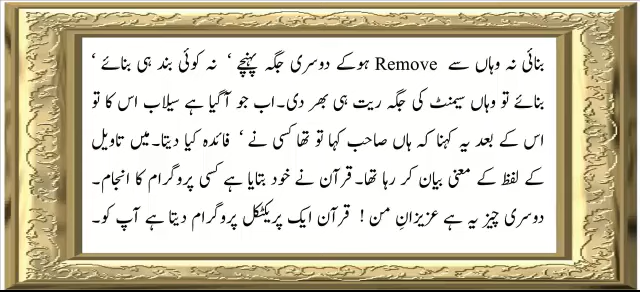 بنائی نہ وہاں سے Remove ہوکے دوسری جگہ پہنچے ‘ نہ کوئی بند ہی بنائے ‘
بنائے تو وہاں سیمنٹ کی جگہ ریت ہی بھر دی۔اب جو آگیا ہے سیلاب اس کا تو
اس کے بعد یہ کہنا کہ ہاں صاحب کہا تو تھا کسی نے ‘ فائدہ کیا دیتا۔میں تاویل
کے لفظ کے معنی بیان کر رہا تھا۔قرآن نے خود بتایا ہے کسی پروگرام کا انجام۔
دوسری چیز یہ ہے عزیزانِ من ! قرآن ایک پریکٹکل پروگرام دیتا ہے آپ کو۔